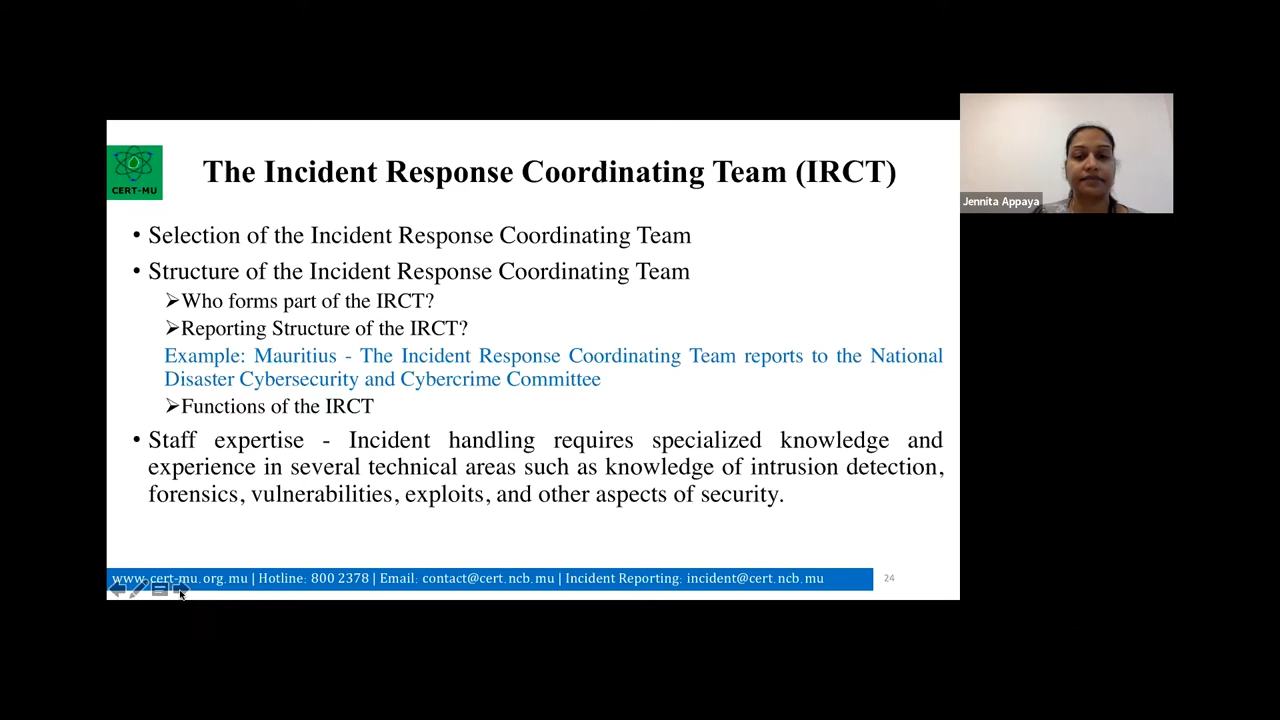 The Incident Response Coordinating Team (IRCT)
CERT-MU
Jennita Appaya
• Selection of the Incident Response Coordinating Team
• Structure of the Incident Response Coordinating Team
➢Who forms part of the IRCT?
➢Reporting Structure of the IRCT?
Example: Mauritius - The Incident Response Coordinating Team reports to the National
Disaster Cybersecurity and Cybercrime Committee
➢Functions of the IRCT
• Staff expertise - Incident handling requires specialized knowledge and
experience in several technical areas such as knowledge of intrusion detection,
forensics, vulnerabilities, exploits, and other aspects of security.
www.cert-mu.org.mu | Hotline: 800 2378 | Email: contact@cert.ncb.mu | Incident Reporting: incident@cert.ncb.mu
24